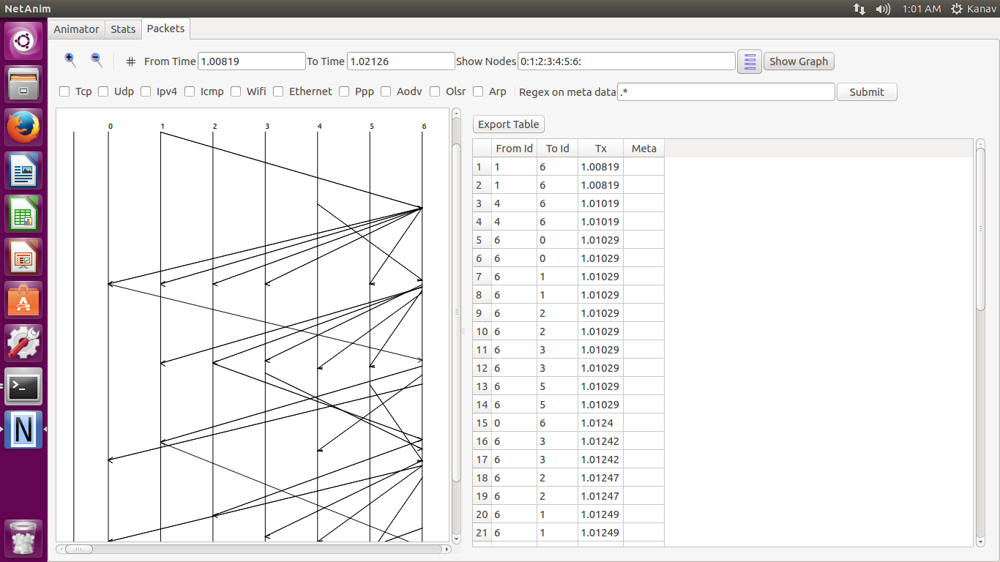 NetAnim 1:01 AM Kanav
Animator Stats Packets
# From Time 1.00819 To Time 1.02126 Show Nodes 0:1:2:3:4:5:6: Show Graph
Tcp Udp Ipv4 Icmp Wifi Ethernet Ppp Aodv Olsr Arp Regex on meta data .* Submit
0 1 2 3 4 5 6
Export Table
From Id To Id Tx Meta
1 1 6 1.00819
2 1 6 1.00819
3 4 6 1.01019
4 4 6 1.01019
5 6 0 1.01029
6 6 0 1.01029
7 6 1 1.01029
8 6 1 1.01029
9 6 2 1.01029
10 6 2 1.01029
11 6 3 1.01029
12 6 3 1.01029
13 6 5 1.01029
14 6 5 1.01029
15 0 6 1.0124
16 6 3 1.01242
17 6 3 1.01242
18 6 2 1.01247
19 6 2 1.01247
20 6 1 1.01249
21 6 1 1.01249